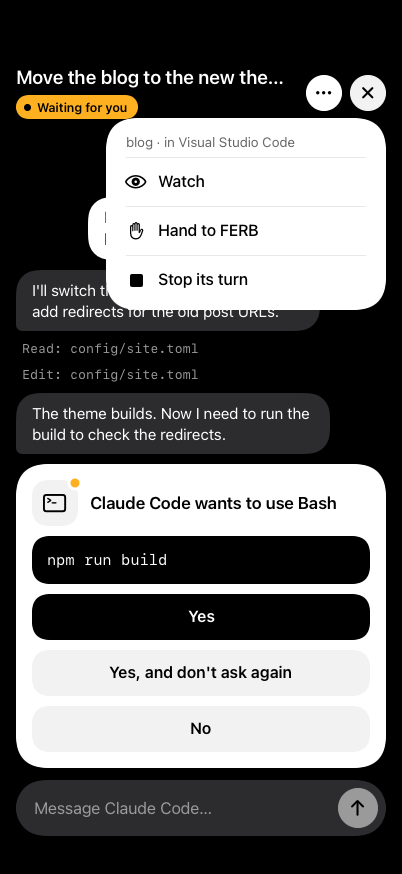 Move the blog to the new the...
Waiting for you
blog · in Visual Studio Code
Watch
Hand to FERB
Stop its turn
I'll switch
add redirects for the old post URLs.
Read: config/site.toml
Edit: config/site.toml
The theme builds. Now I need to run the
build to check the redirects.
Claude Code wants to use Bash
npm run build
Yes
Yes, and don't ask again
No
Message Claude Code...